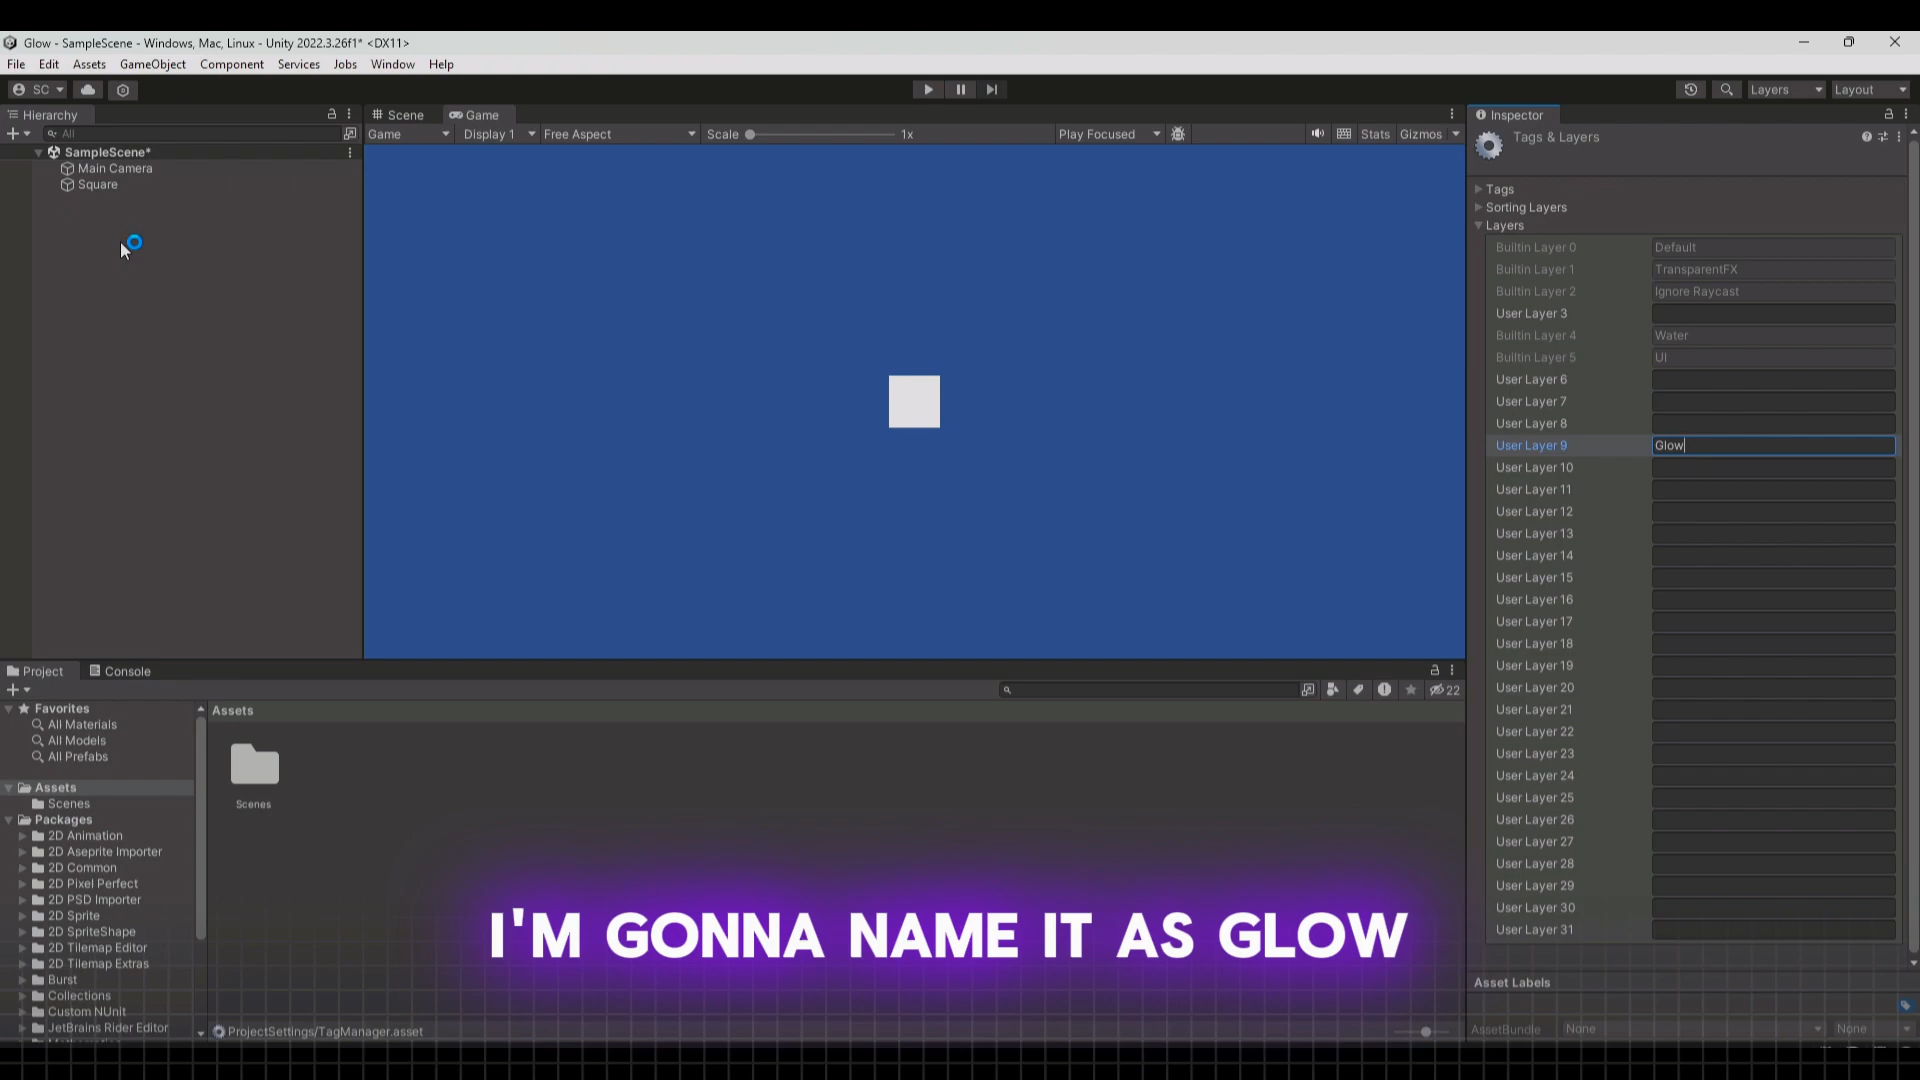 Glow - SampleScene - Windows, Mac, Linux - Unity 2022.3.26f1* <DX11>
File Edit Assets GameObject Component Services Jobs Window Help
SC
Layers
Layout
Hierarchy
All
SampleScene*
Main Camera
Square
Scene
Game
Game
Display 1
Free Aspect
Scale
1x
Play Focused
Stats
Gizmos
Inspector
Tags & Layers
Tags
Sorting Layers
Layers
Builtin Layer 0 Default
Builtin Layer 1 TransparentFX
Builtin Layer 2 Ignore Raycast
User Layer 3
Builtin Layer 4 Water
Builtin Layer 5 UI
User Layer 6
User Layer 7
User Layer 8
User Layer 9 Glow
User Layer 10
User Layer 11
User Layer 12
User Layer 13
User Layer 14
User Layer 15
User Layer 16
User Layer 17
User Layer 18
User Layer 19
User Layer 20
User Layer 21
User Layer 22
User Layer 23
User Layer 24
User Layer 25
User Layer 26
User Layer 27
User Layer 28
User Layer 29
User Layer 30
User Layer 31
Asset Labels
AssetBundle None None
Project
Console
22
Favorites
All Materials
All Models
All Prefabs
Assets
Scenes
Packages
2D Animation
2D Aseprite Importer
2D Common
2D Pixel Perfect
2D PSD Importer
2D Sprite
2D SpriteShape
2D Tilemap Editor
2D Tilemap Extras
Burst
Collections
Custom NUnit
JetBrains Rider Editor
Assets
Scenes
ProjectSettings/TagManager.asset
I'M GONNA NAME IT AS GLOW